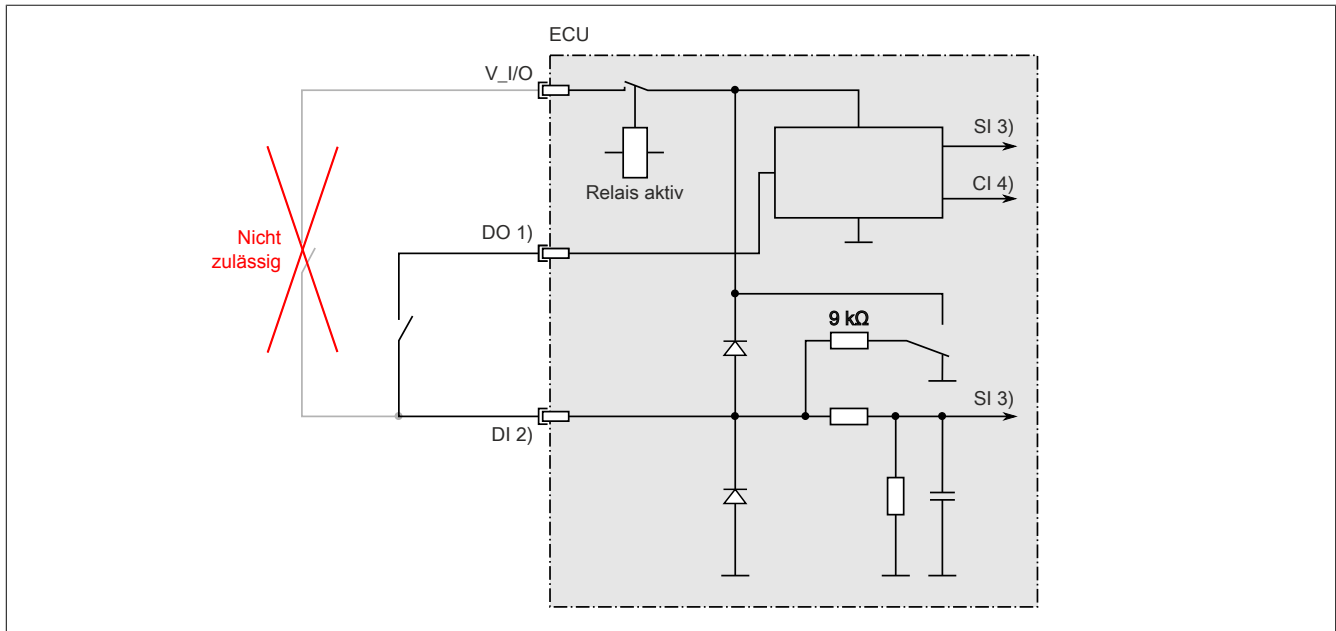 ECU
V_I/O
SI 3)
CI 4)
Relais aktiv
Nicht
zulässig
DO 1)
9 kΩ
SI 3)
DI 2)